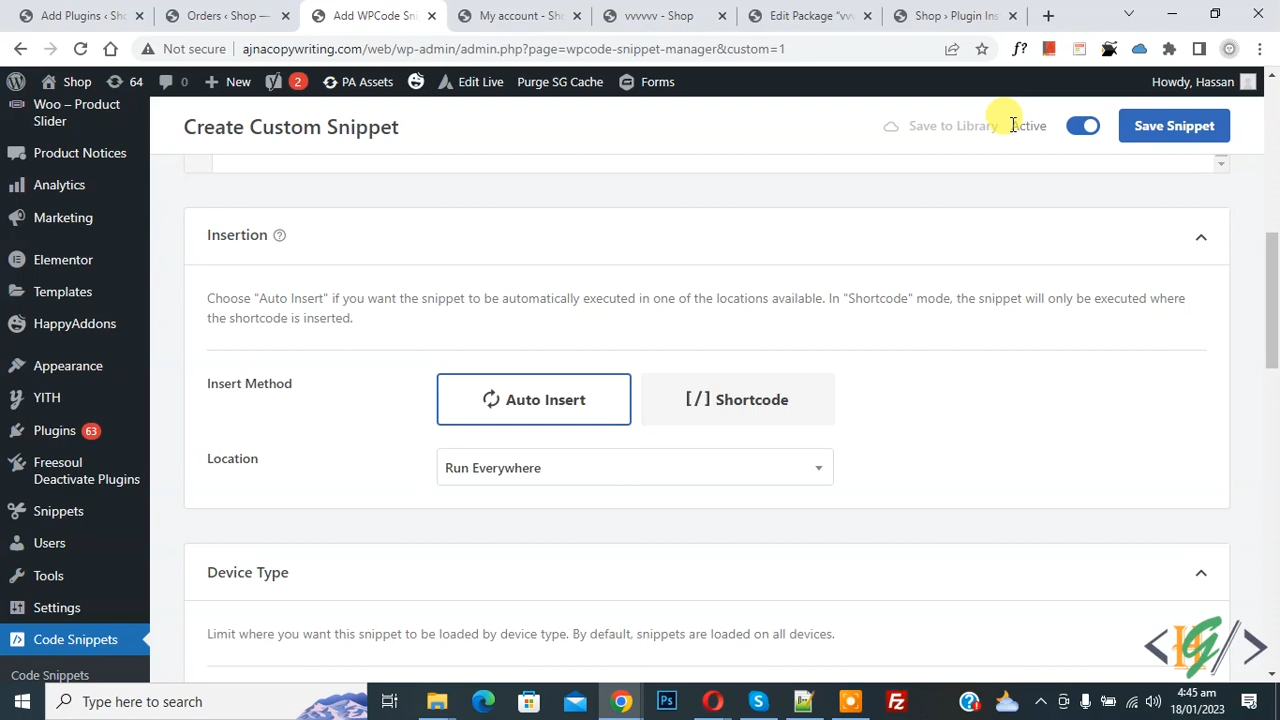 Add Plugins ‹ Sho
Orders ‹ Shop —
Add WPCode Sni
My account - Sho
vvvvvv - Shop
Edit Package "vvv
Shop › Plugin Ins
Not secure
ajnacopywriting.com/web/wp-admin/admin.php?page=wpcode-snippet-manager&custom=1
Shop
64
0
New
2
PA Assets
Edit Live
Purge SG Cache
Forms
Howdy, Hassan
Woo – Product
Slider
Product Notices
Analytics
Marketing
Elementor
Templates
HappyAddons
Appearance
YITH
Plugins 63
Freesoul
Deactivate Plugins
Snippets
Users
Tools
Settings
Code Snippets
Code Snippets
Create Custom Snippet
Save to Library
Active
Save Snippet
Insertion
Choose "Auto Insert" if you want the snippet to be automatically executed in one of the locations available. In "Shortcode" mode, the snippet will only be executed where
the shortcode is inserted.
Insert Method
Auto Insert
[/] Shortcode
Location
Run Everywhere
Device Type
Limit where you want this snippet to be loaded by device type. By default, snippets are loaded on all devices.
Type here to search
4:45 am
18/01/2023